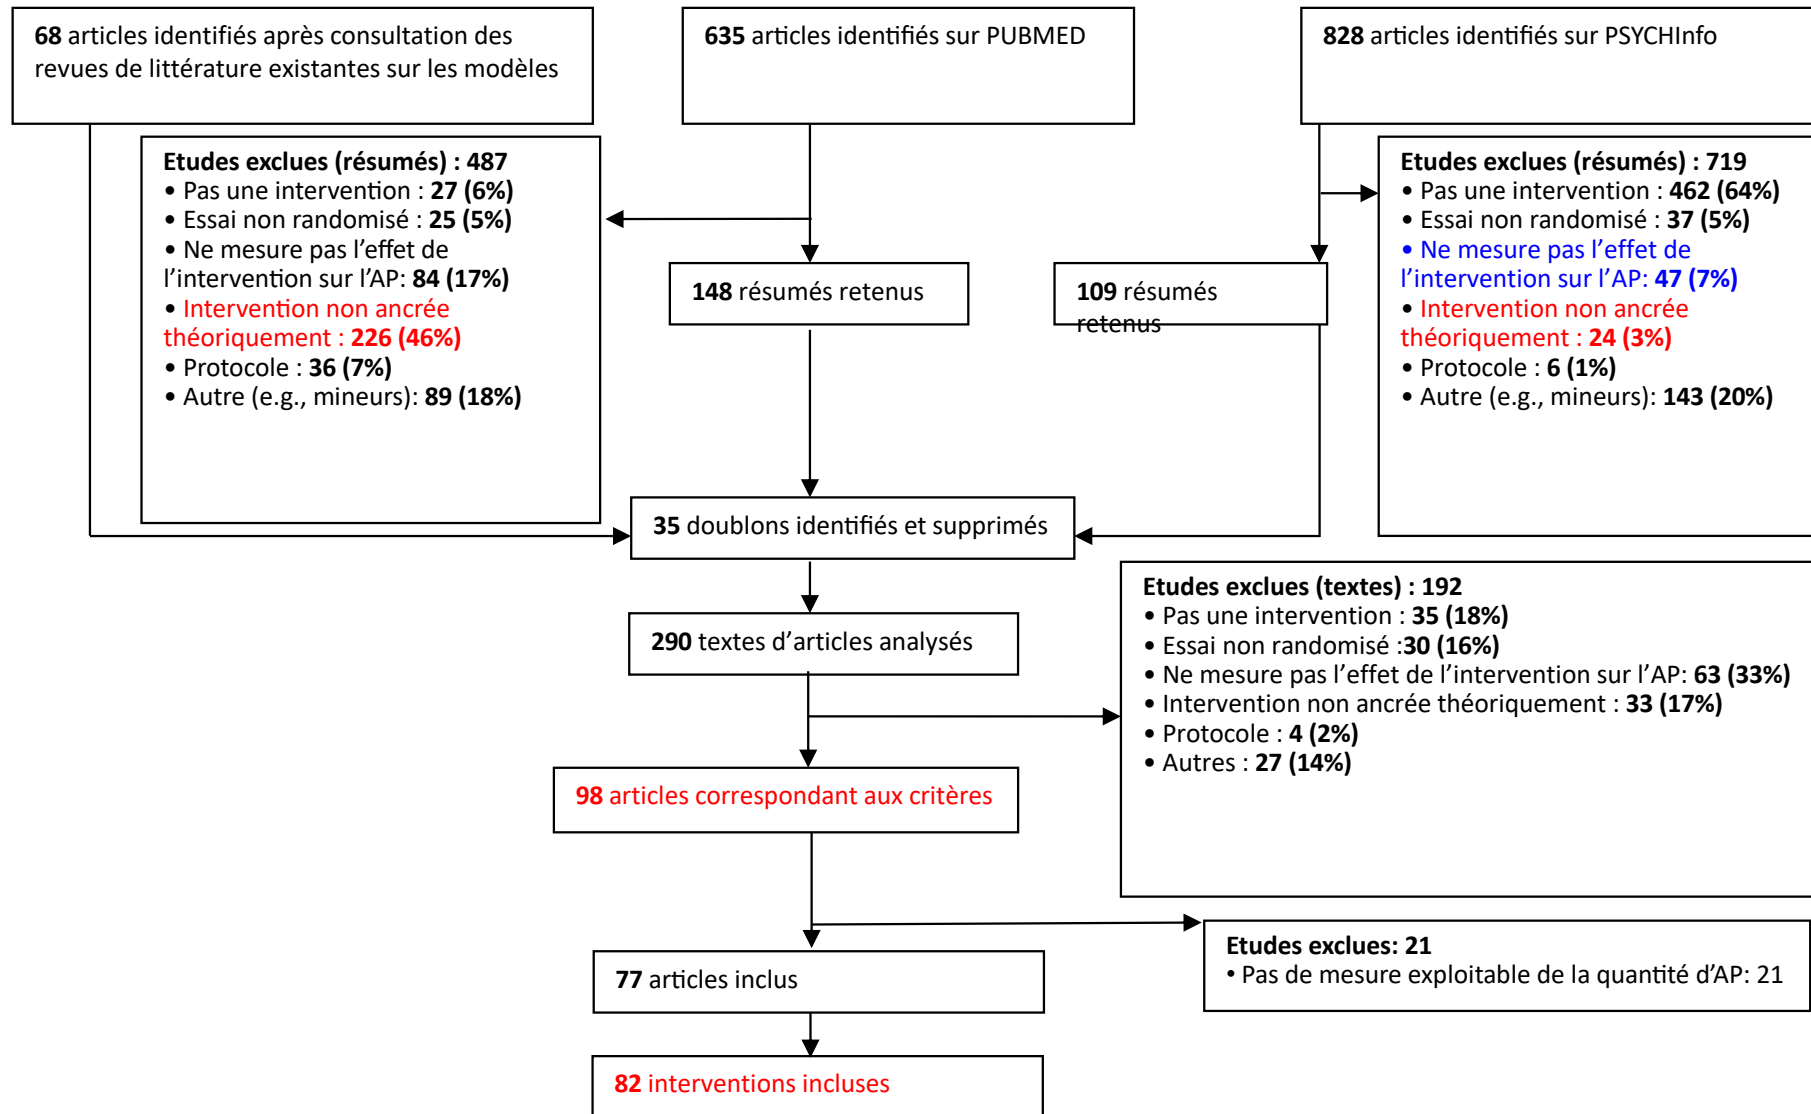 68 articles identifiés après consultation des
revues de littérature existantes sur les modèles
635 articles identifiés sur PUBMED
828 articles identifiés sur PSYCHInfo
Etudes exclues (résumés) : 487
• Pas une intervention : 27 (6%)
• Essai non randomisé : 25 (5%)
• Ne mesure pas l’effet de
l’intervention sur l’AP: 84 (17%)
• Intervention non ancrée
théoriquement : 226 (46%)
• Protocole : 36 (7%)
• Autre (e.g., mineurs): 89 (18%)
148 résumés retenus
109 résumés
retenus
Etudes exclues (résumés) : 719
• Pas une intervention : 462 (64%)
• Essai non randomisé : 37 (5%)
• Ne mesure pas l’effet de
l’intervention sur l’AP: 47 (7%)
• Intervention non ancrée
théoriquement : 24 (3%)
• Protocole : 6 (1%)
• Autre (e.g., mineurs): 143 (20%)
35 doublons identifiés et supprimés
290 textes d’articles analysés
Etudes exclues (textes) : 192
• Pas une intervention : 35 (18%)
• Essai non randomisé :30 (16%)
• Ne mesure pas l’effet de l’intervention sur l’AP: 63 (33%)
• Intervention non ancrée théoriquement : 33 (17%)
• Protocole : 4 (2%)
• Autres : 27 (14%)
98 articles correspondant aux critères
Etudes exclues: 21
• Pas de mesure exploitable de la quantité d’AP: 21
77 articles inclus
82 interventions incluses